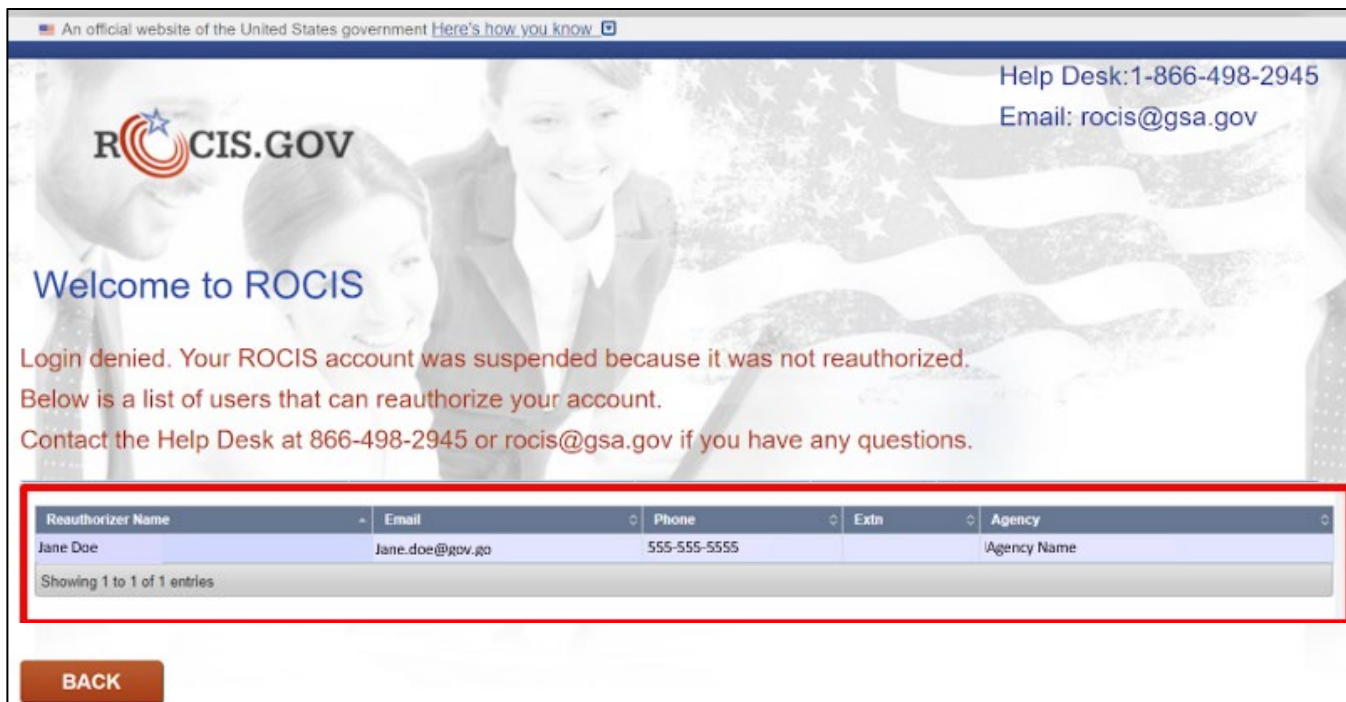 An official website of the United States government Here's how you know
Help Desk:1-866-498-2945
Email: rocis@gsa.gov
ROCIS.GOV
Welcome to ROCIS
Login denied. Your ROCIS account was suspended because it was not reauthorized.
Below is a list of users that can reauthorize your account.
Contact the Help Desk at 866-498-2945 or rocis@gsa.gov if you have any questions.
Reauthorizer Name Email Phone Extn Agency
Jane Doe Jane.doe@gov.go 555-555-5555 Agency Name
Showing 1 to 1 of 1 entries
BACK